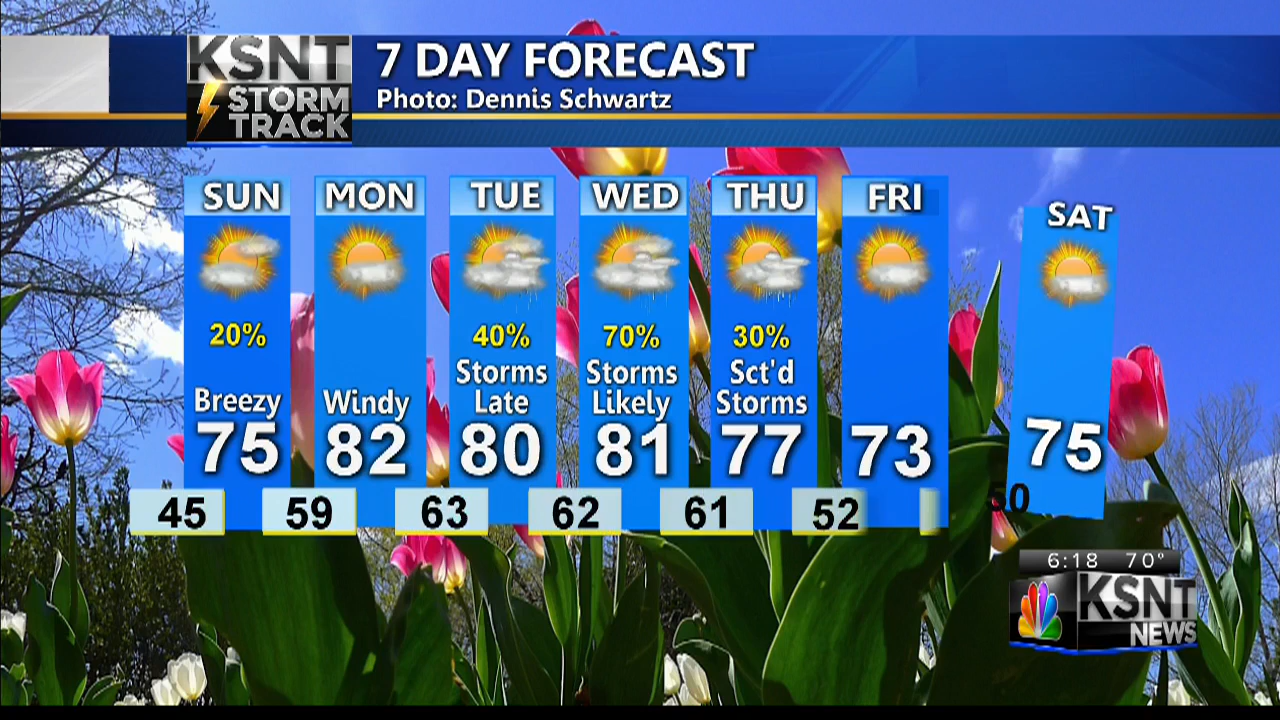 KSNT
STORM
TRACK
7 DAY FORECAST
Photo: Dennis Schwartz
SUN MON TUE WED THU FRI SAT
20% 40% 70% 30%
Storms Storms Sct'd
Breezy Windy Late Likely Storms
75 82 80 81 77 73 75
45 59 63 62 61 52 50
6:18 70°
KSNT
NEWS